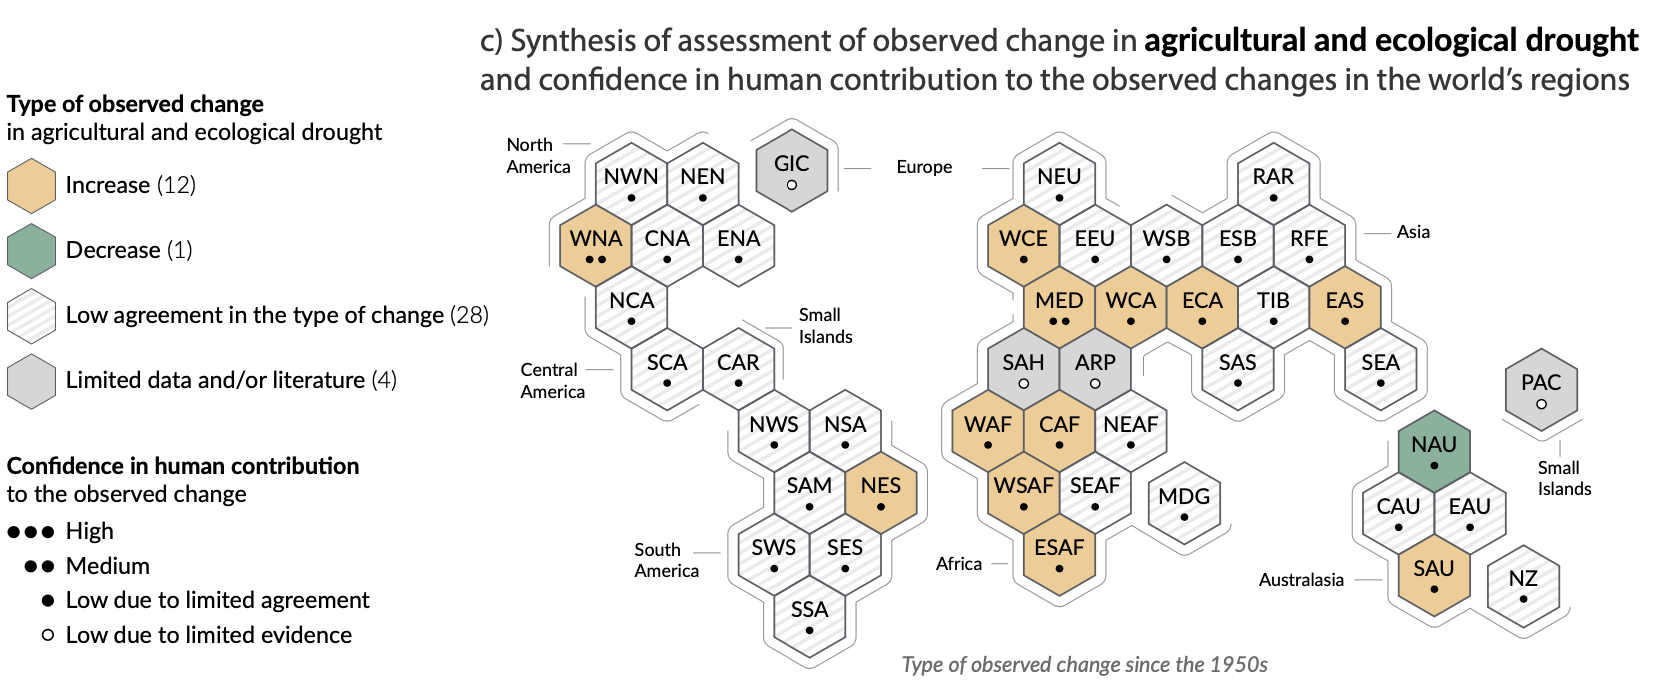 c) Synthesis of assessment of observed change in agricultural and ecological drought
and confidence in human contribution to the observed changes in the world's regions
Type of observed change
in agricultural and ecological drought
Increase (12)
Decrease (1)
Low agreement in the type of change (28)
Limited data and/or literature (4)
Confidence in human contribution
to the observed change
High
Medium
Low due to limited agreement
Low due to limited evidence
North
America
NWN
NEN
GIC
WNA
CNA
ENA
NCA
Small
Islands
Central
America
SCA
CAR
NWS
NSA
SAM
NES
South
America
SWS
SES
SSA
Europe
NEU
RAR
WCE
EEU
WSB
ESB
RFE
Asia
MED
WCA
ECA
TIB
EAS
SAH
ARP
SAS
SEA
WAF
CAF
NEAF
WSAF
SEAF
MDG
Africa
ESAF
PAC
Small
Islands
NAU
CAU
EAU
Australasia
SAU
NZ
Type of observed change since the 1950s